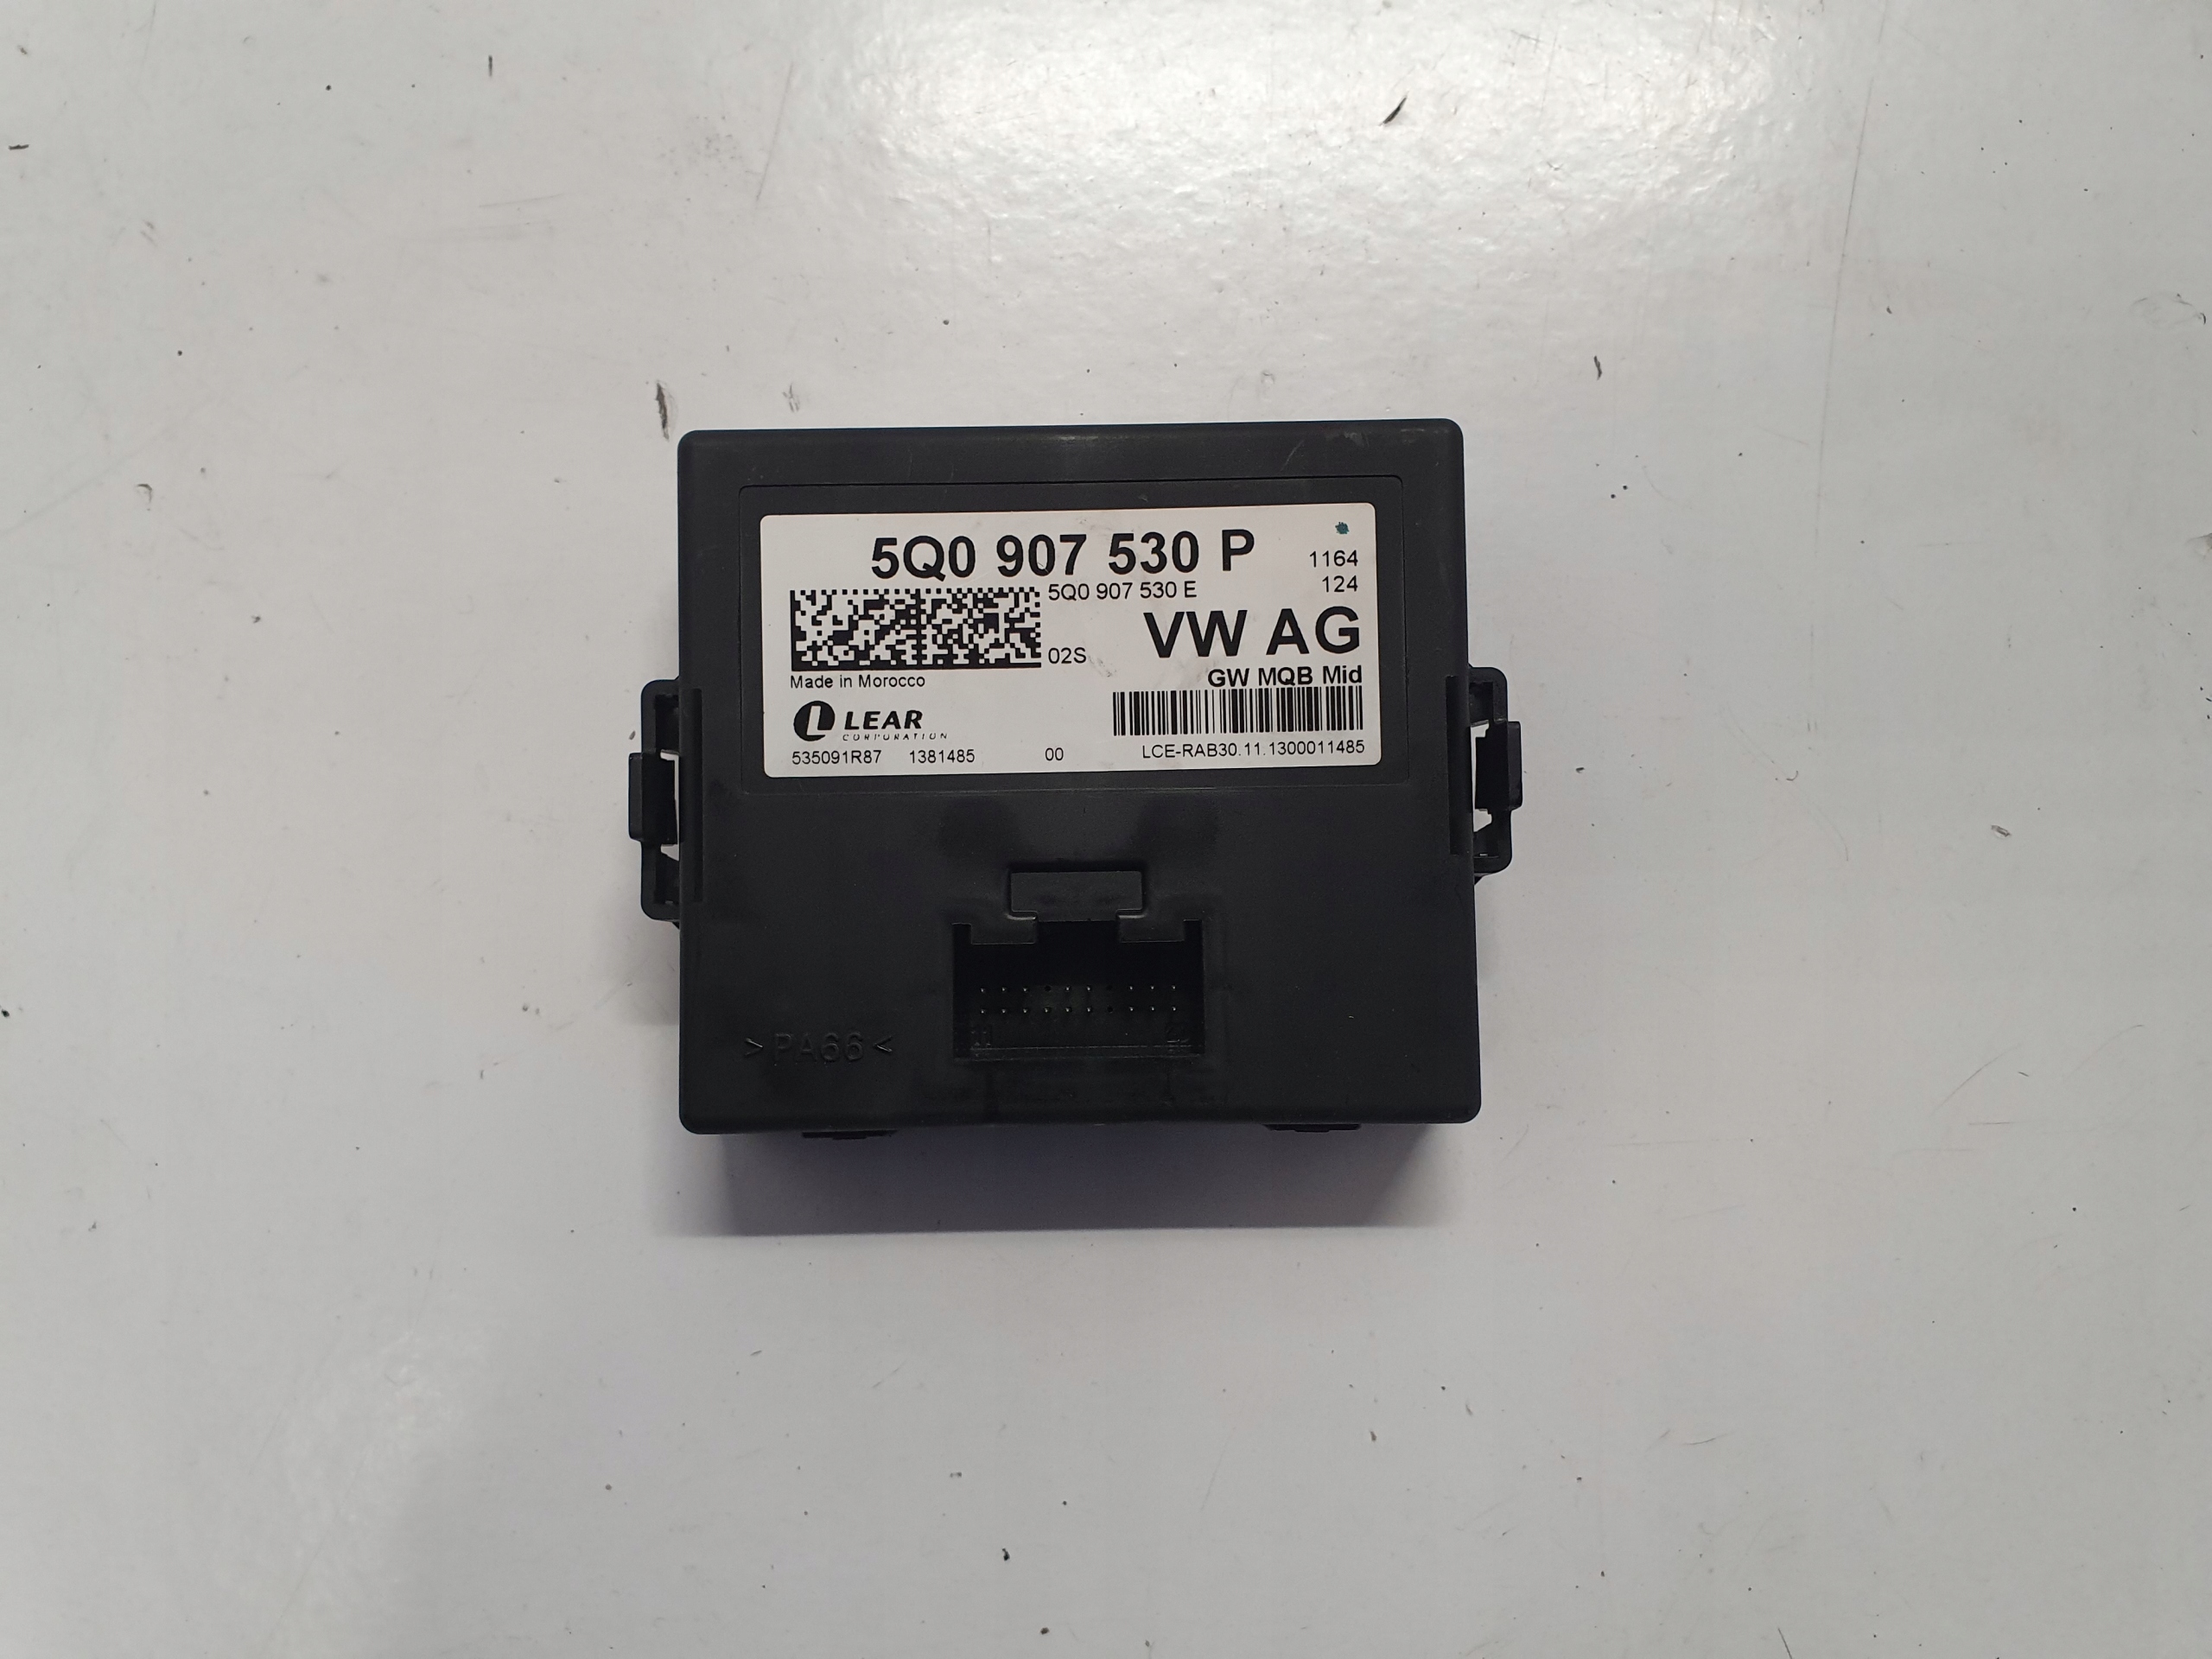 5Q0 907 530 P
1164
5Q0 907 530 E
124
VW AG
02S
Made in Morocco
GW MQB Mid
L LEAR
CORPORATION
535091R87 1381485 00 LCE-RAB30.11.1300011485
>PA66<